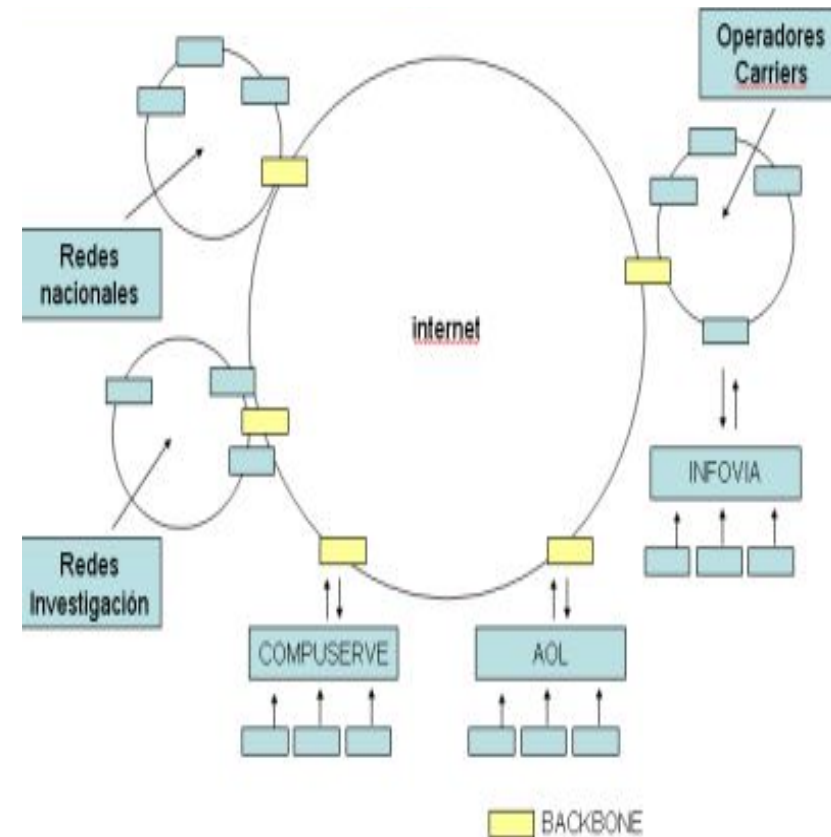 Operadores
Carriers
Redes
nacionales
internet
INFOVIA
Redes
Investigación
COMPUSERVE
AOL
BACKBONE